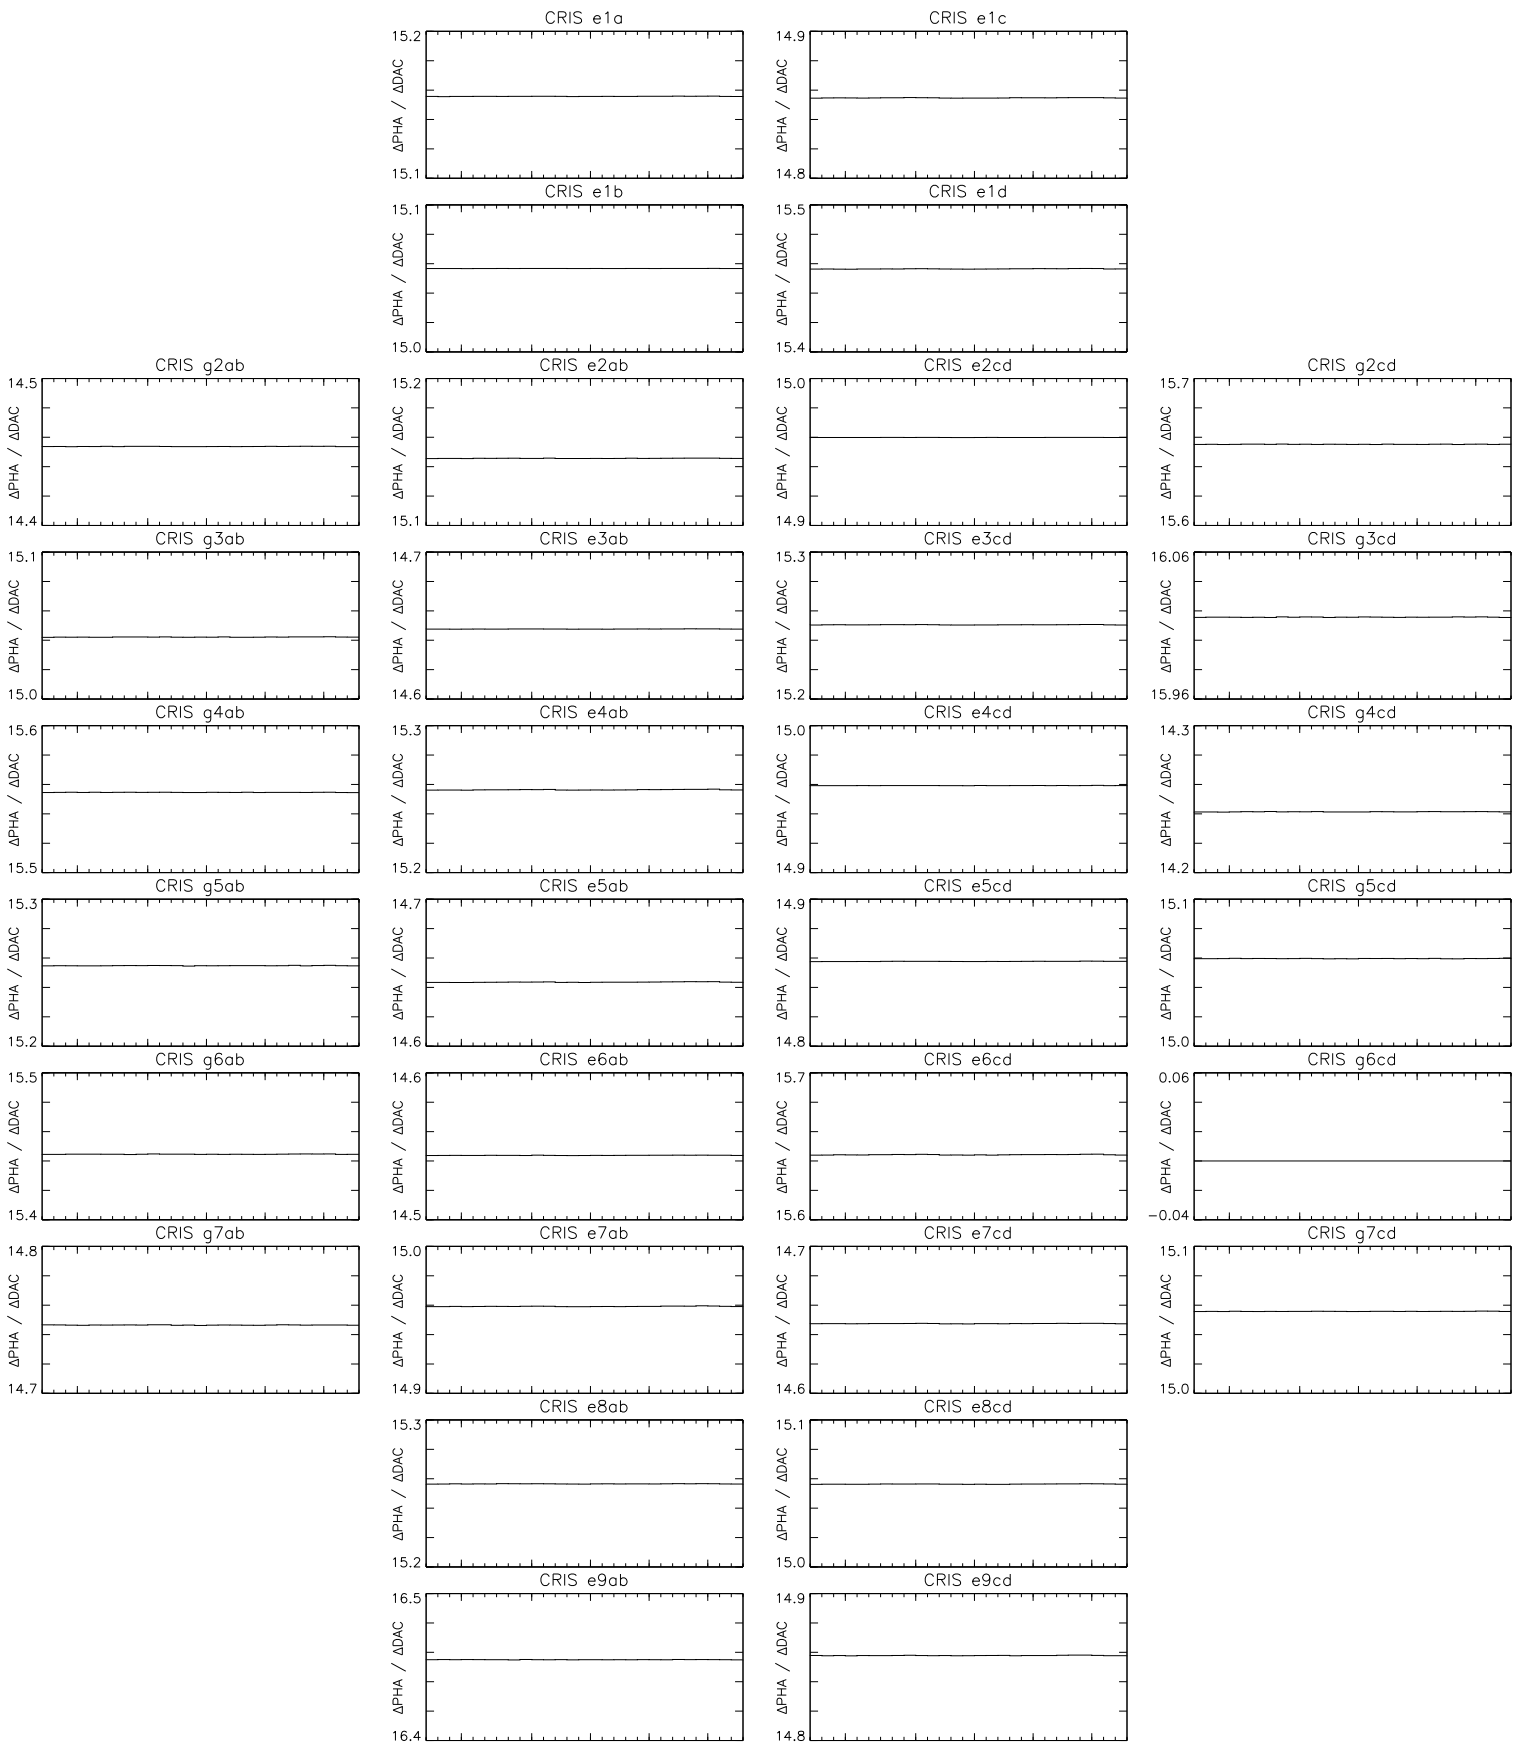 CRIS e1a
15.2
ΔPHA / ΔDAC
15.1
CRIS e1c
14.9
ΔPHA / ΔDAC
14.8
CRIS e1b
15.1
ΔPHA / ΔDAC
15.0
CRIS e1d
15.5
ΔPHA / ΔDAC
15.4
CRIS g2ab
14.5
ΔPHA / ΔDAC
14.4
CRIS e2ab
15.2
ΔPHA / ΔDAC
15.1
CRIS e2cd
15.0
ΔPHA / ΔDAC
14.9
CRIS g2cd
15.7
ΔPHA / ΔDAC
15.6
CRIS g3ab
15.1
ΔPHA / ΔDAC
15.0
CRIS e3ab
14.7
ΔPHA / ΔDAC
14.6
CRIS e3cd
15.3
ΔPHA / ΔDAC
15.2
CRIS g3cd
16.06
ΔPHA / ΔDAC
15.96
CRIS g4ab
15.6
ΔPHA / ΔDAC
15.5
CRIS e4ab
15.3
ΔPHA / ΔDAC
15.2
CRIS e4cd
15.0
ΔPHA / ΔDAC
14.9
CRIS g4cd
14.3
ΔPHA / ΔDAC
14.2
CRIS g5ab
15.3
ΔPHA / ΔDAC
15.2
CRIS e5ab
14.7
ΔPHA / ΔDAC
14.6
CRIS e5cd
14.9
ΔPHA / ΔDAC
14.8
CRIS g5cd
15.1
ΔPHA / ΔDAC
15.0
CRIS g6ab
15.5
ΔPHA / ΔDAC
15.4
CRIS e6ab
14.6
ΔPHA / ΔDAC
14.5
CRIS e6cd
15.7
ΔPHA / ΔDAC
15.6
CRIS g6cd
0.06
ΔPHA / ΔDAC
−0.04
CRIS g7ab
14.8
ΔPHA / ΔDAC
14.7
CRIS e7ab
15.0
ΔPHA / ΔDAC
14.9
CRIS e7cd
14.7
ΔPHA / ΔDAC
14.6
CRIS g7cd
15.1
ΔPHA / ΔDAC
15.0
CRIS e8ab
15.3
ΔPHA / ΔDAC
15.2
CRIS e8cd
15.1
ΔPHA / ΔDAC
15.0
CRIS e9ab
16.5
ΔPHA / ΔDAC
16.4
CRIS e9cd
14.9
ΔPHA / ΔDAC
14.8